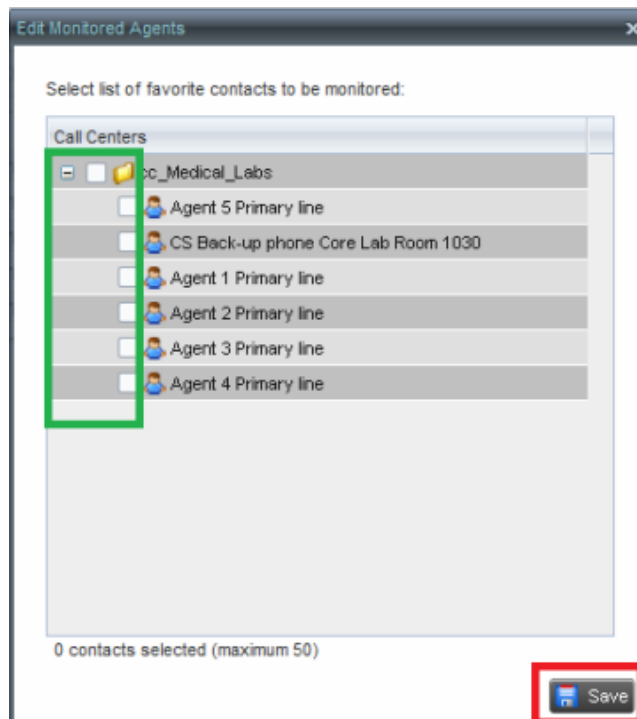 Edit Monitored Agents
Select list of favorite contacts to be monitored:
Call Centers
cc_Medical_Labs
Agent 5 Primary line
CS Back-up phone Core Lab Room 1030
Agent 1 Primary line
Agent 2 Primary line
Agent 3 Primary line
Agent 4 Primary line
0 contacts selected (maximum 50)
Save